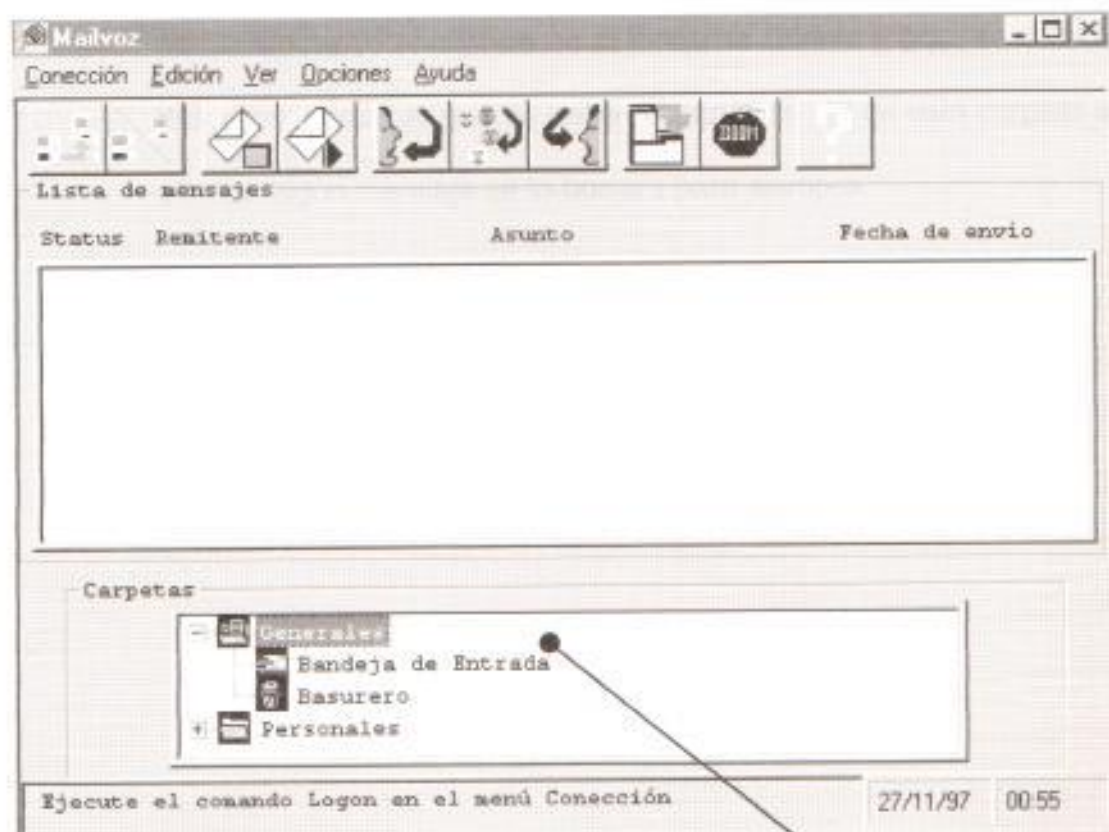 Mailvoz
Conección Edición Ver Opciones Ayuda
ZOOM
Lista de mensajes
Status Remitente Asunto Fecha de envio
Carpetas
Generales
Bandeja de Entrada
Basurero
Personales
Ejecute el comando Logon en el menú Conección 27/11/97 00:55